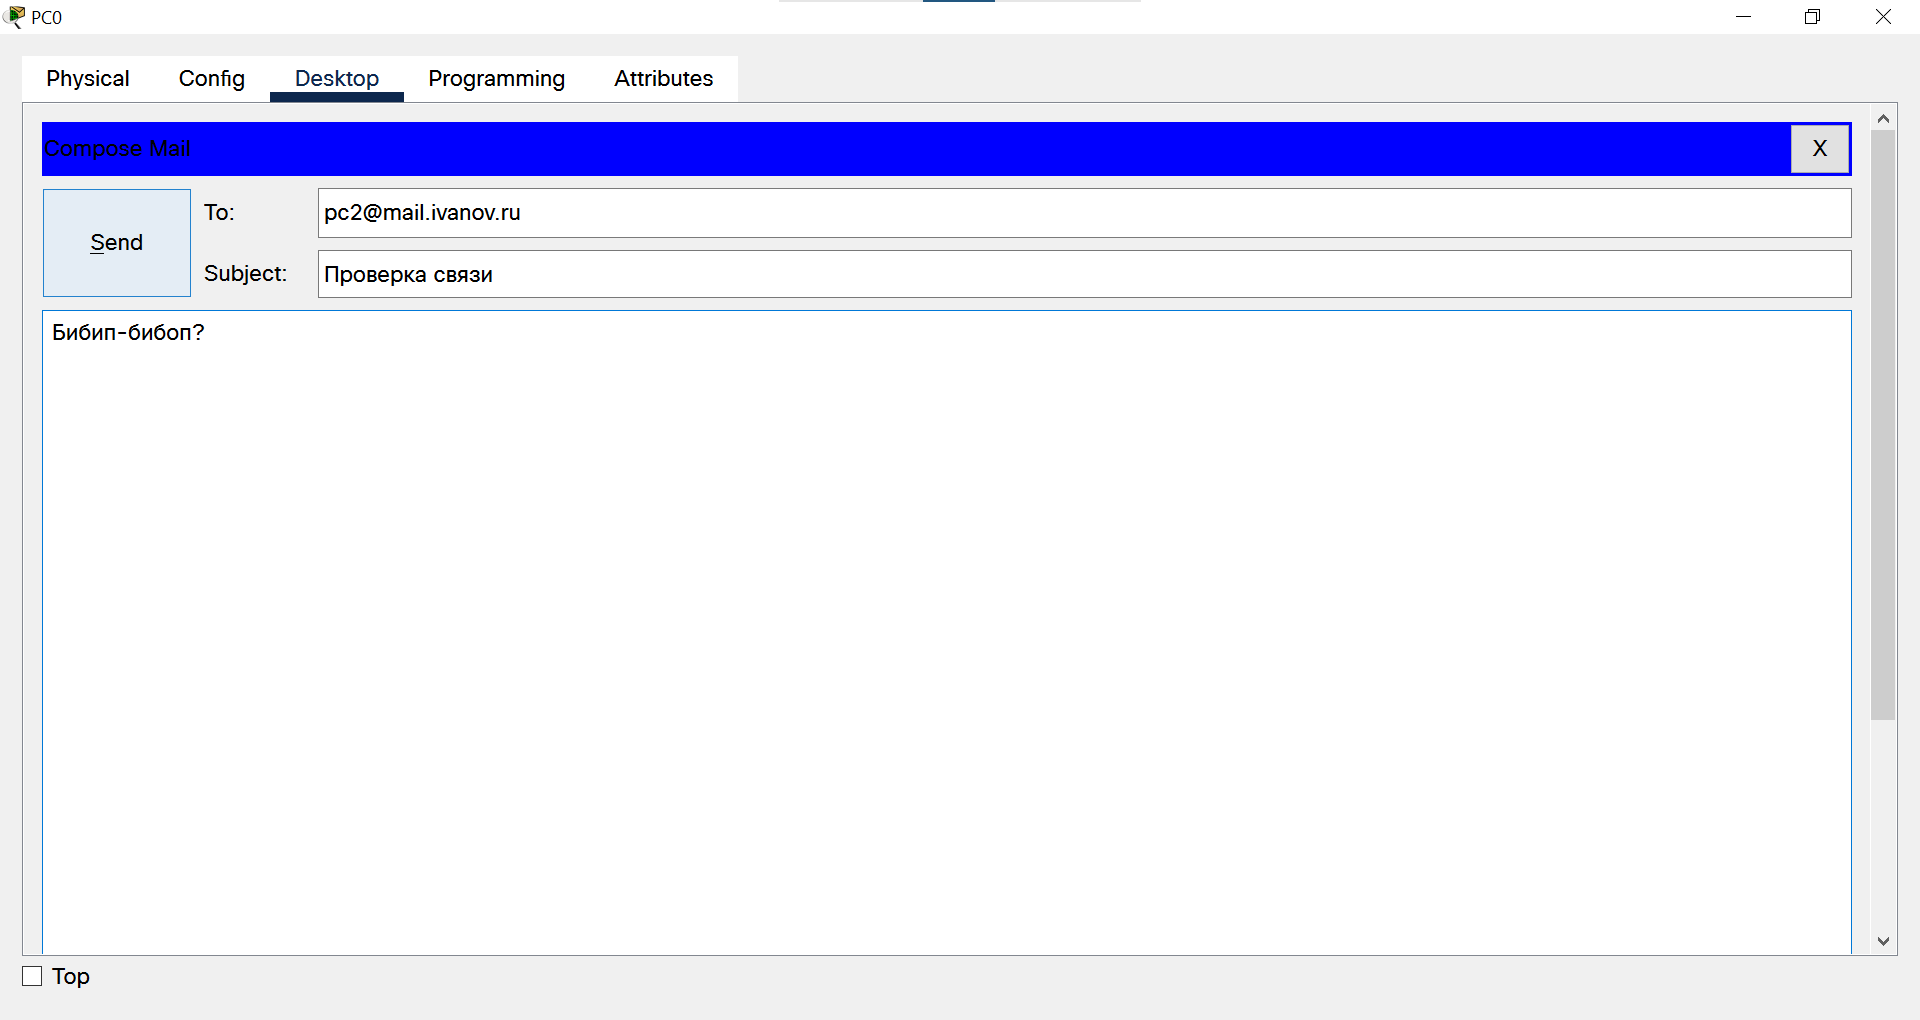 PC0
Physical Config Desktop Programming Attributes
Compose Mail X
Send
To: pc2@mail.ivanov.ru
Subject: Проверка связи
Бибип-бибоп?
Top